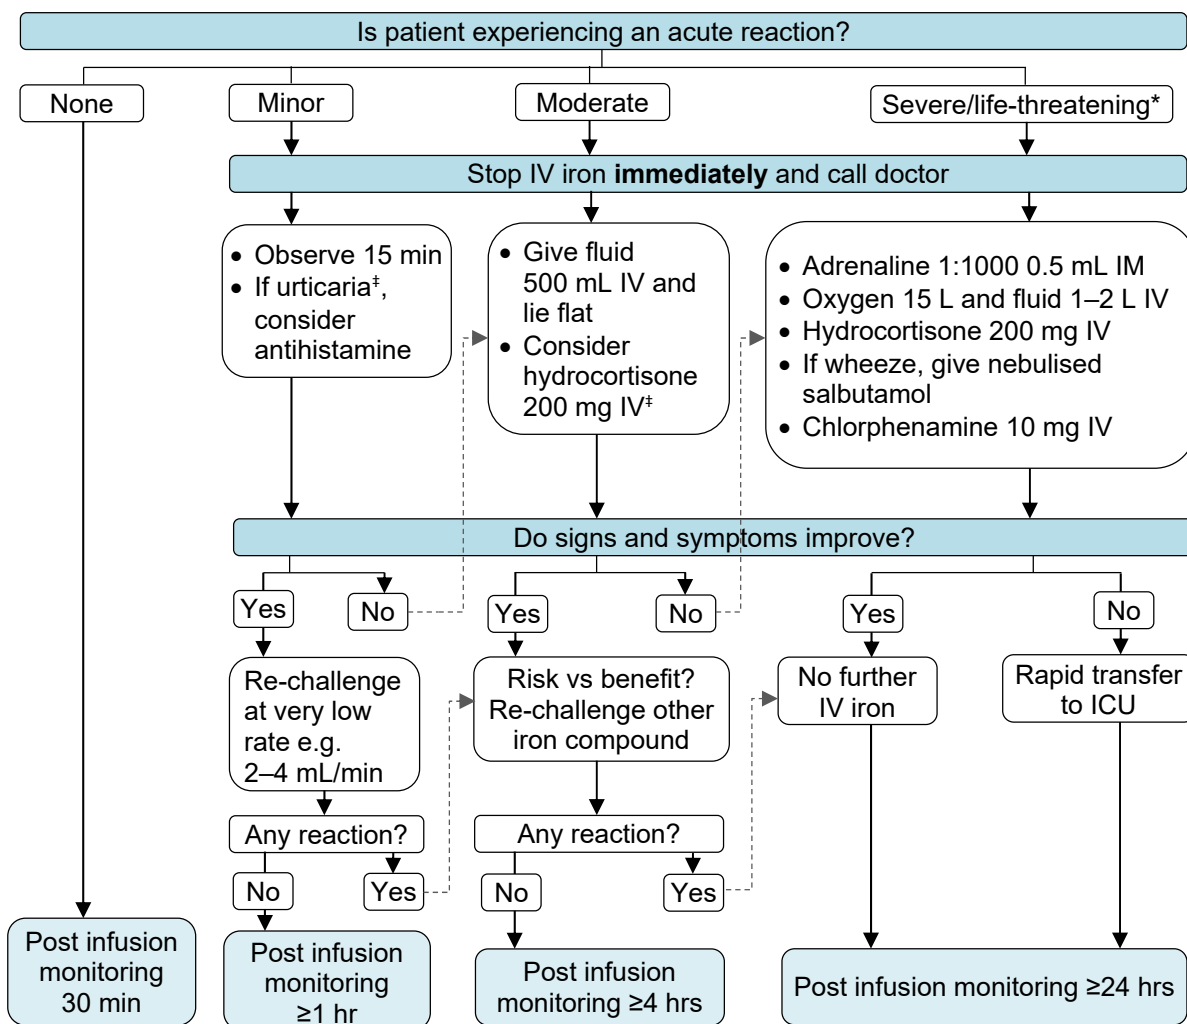 Is patient experiencing an acute reaction?
None
Minor
Moderate
Severe/life-threatening*
Stop IV iron immediately and call doctor
• Observe 15 min
• If urticaria‡,
consider
antihistamine
• Give fluid
500 mL IV and
lie flat
• Consider
hydrocortisone
200 mg IV‡
• Adrenaline 1:1000 0.5 mL IM
• Oxygen 15 L and fluid 1–2 L IV
• Hydrocortisone 200 mg IV
• If wheeze, give nebulised
salbutamol
• Chlorphenamine 10 mg IV
Do signs and symptoms improve?
Yes
No
Yes
No
Yes
No
Re-challenge
at very low
rate e.g.
2–4 mL/min
Risk vs benefit?
Re-challenge other
iron compound
No further
IV iron
Rapid transfer
to ICU
Any reaction?
Any reaction?
No
Yes
No
Yes
Post infusion
monitoring
30 min
Post infusion
monitoring
≥1 hr
Post infusion
monitoring ≥4 hrs
Post infusion monitoring ≥24 hrs